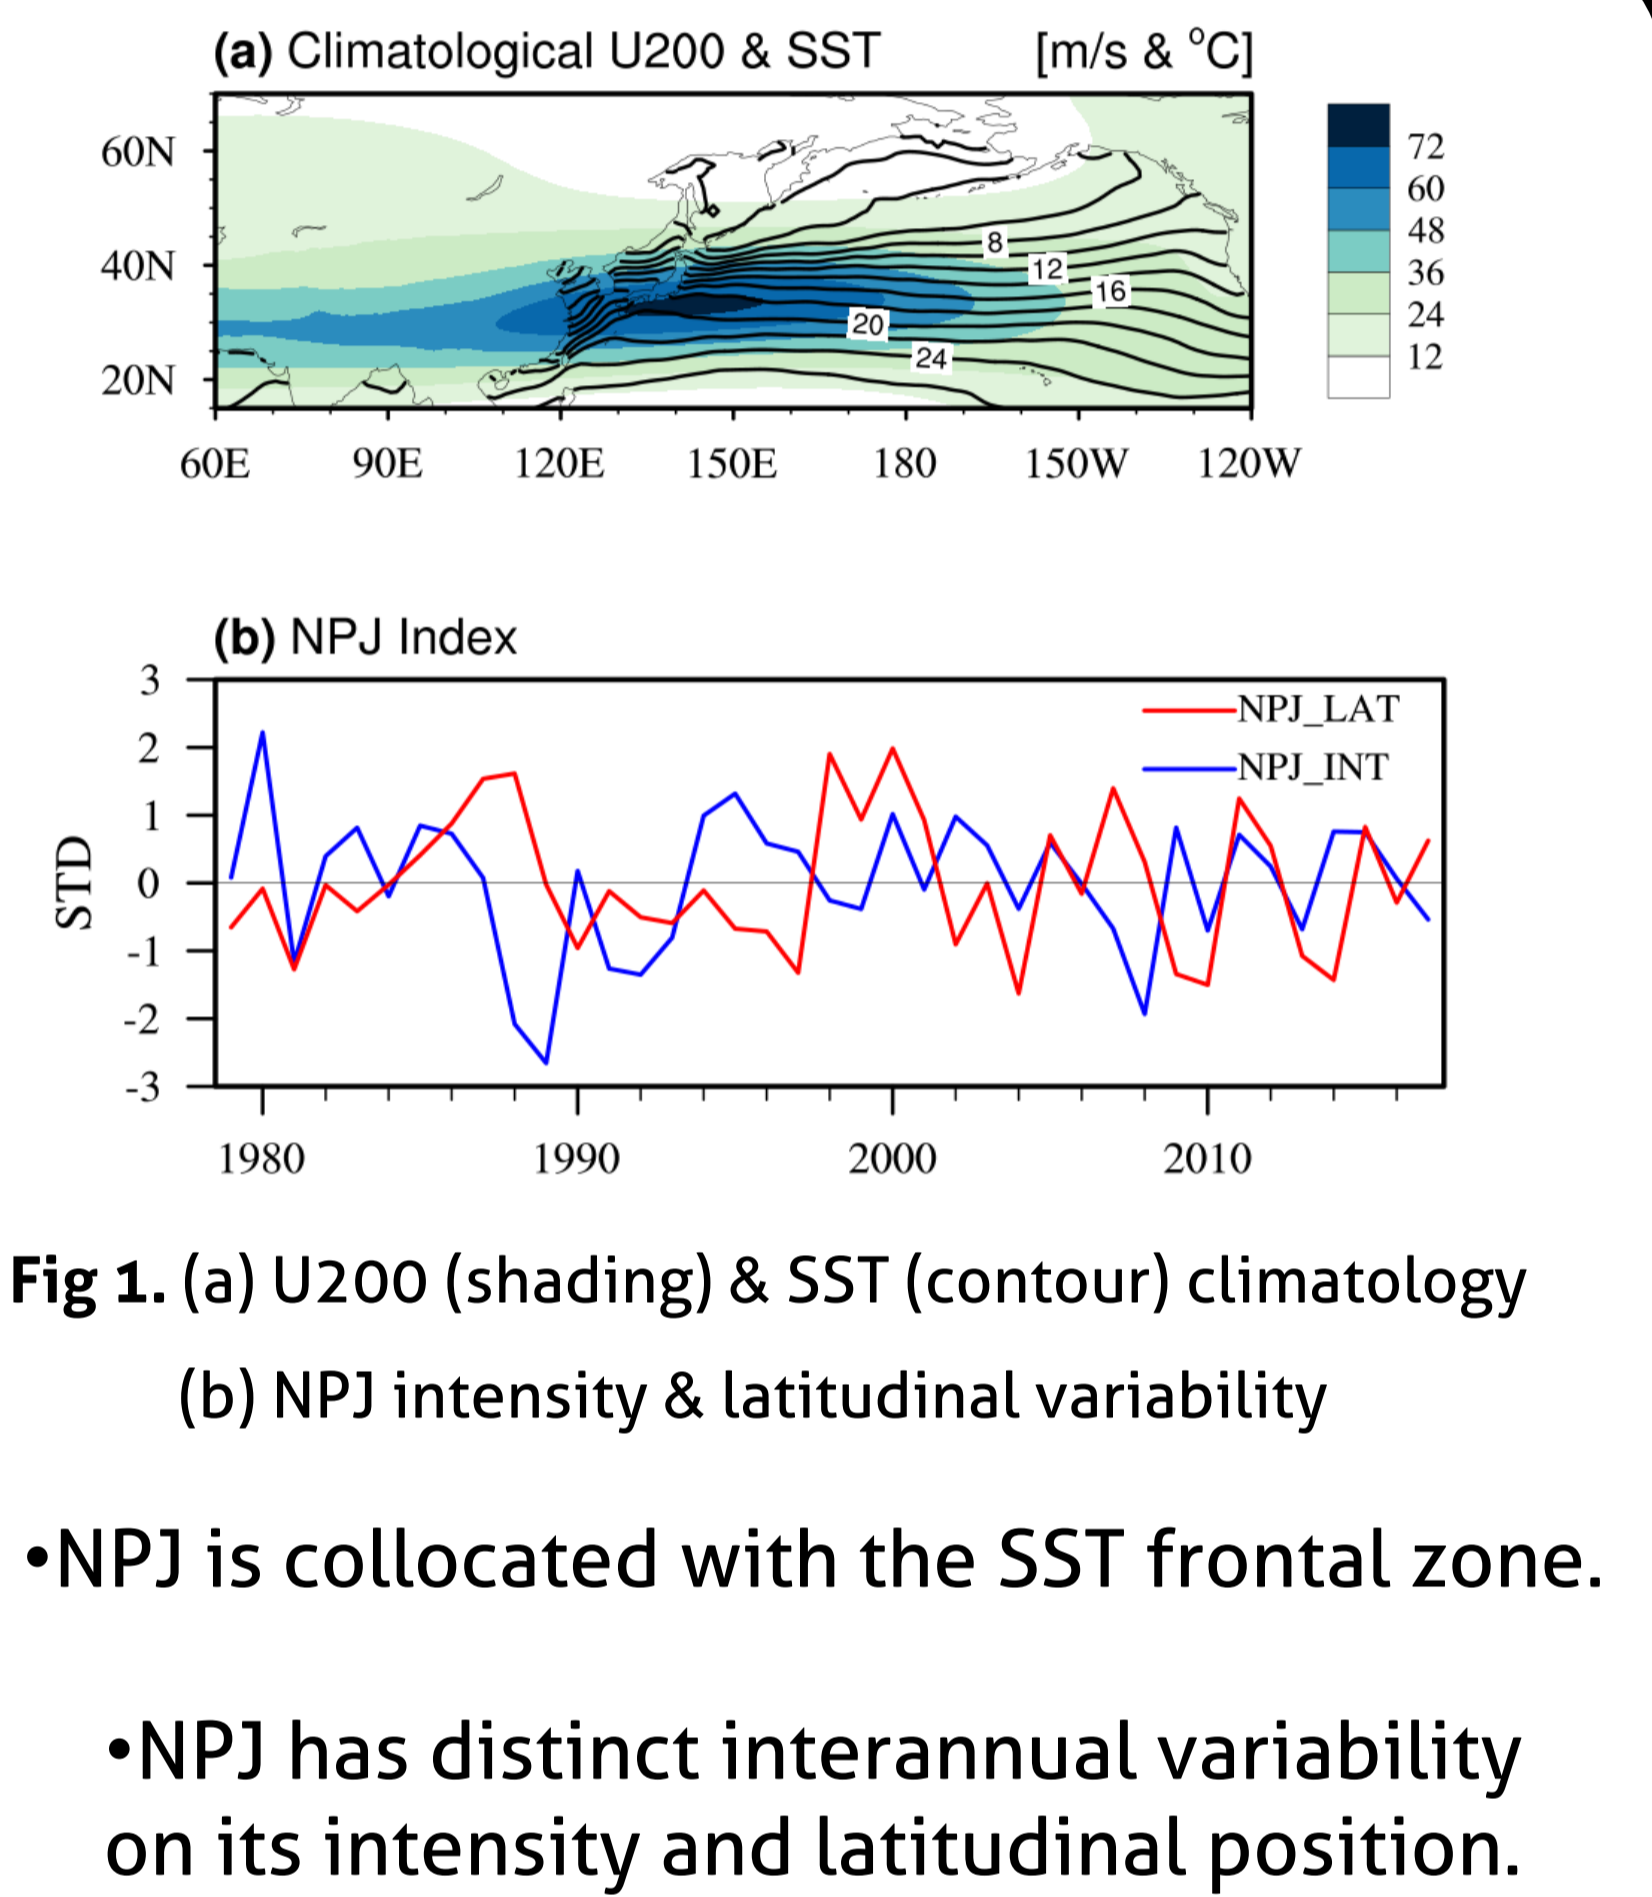 (a) Climatological U200 & SST [m/s & °C]
60N
40N
20N
8
12
16
20
24
72
60
48
36
24
12
60E 90E 120E 150E 180 150W 120W
(b) NPJ Index
3
2
1
0
-1
-2
-3
STD
NPJ_LAT
NPJ_INT
1980 1990 2000 2010
Fig 1. (a) U200 (shading) & SST (contour) climatology
(b) NPJ intensity & latitudinal variability
•NPJ is collocated with the SST frontal zone.
•NPJ has distinct interannual variability
on its intensity and latitudinal position.